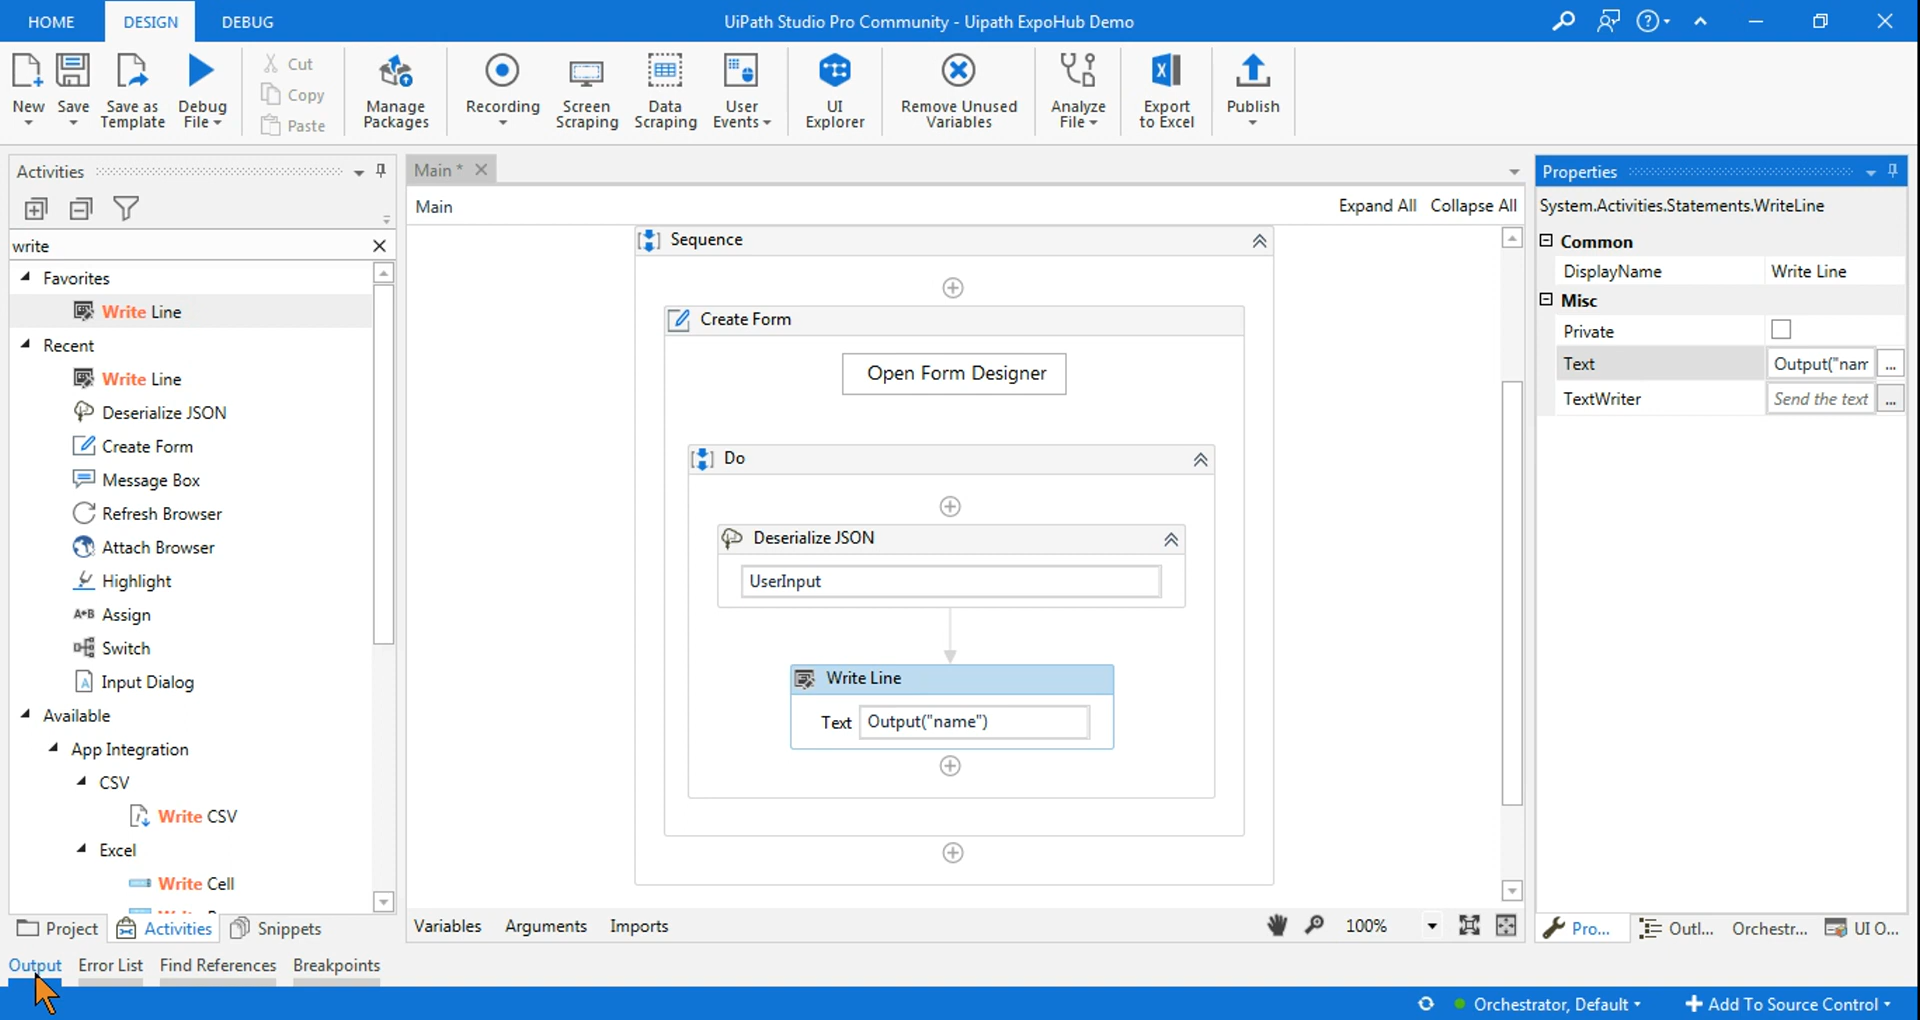 HOME DESIGN DEBUG
UiPath Studio Pro Community - Uipath ExpoHub Demo
New
Save
Save as Template
Debug File
Cut
Copy
Paste
Manage Packages
Recording
Screen Scraping
Data Scraping
User Events
UI Explorer
Remove Unused Variables
Analyze File
Export to Excel
Publish
Activities
write
Favorites
Write Line
Recent
Write Line
Deserialize JSON
Create Form
Message Box
Refresh Browser
Attach Browser
Highlight
Assign
Switch
Input Dialog
Available
App Integration
CSV
Write CSV
Excel
Write Cell
Project Activities Snippets
Main *
Main
Expand All Collapse All
Sequence
Create Form
Open Form Designer
Do
Deserialize JSON
UserInput
Write Line
Text Output("name")
Variables Arguments Imports
100%
Properties
System.Activities.Statements.WriteLine
Common
DisplayName Write Line
Misc
Private
Text Output("nam ...
TextWriter Send the text ...
Pro... Outl... Orchestr... UI O...
Output Error List Find References Breakpoints
Orchestrator, Default
Add To Source Control